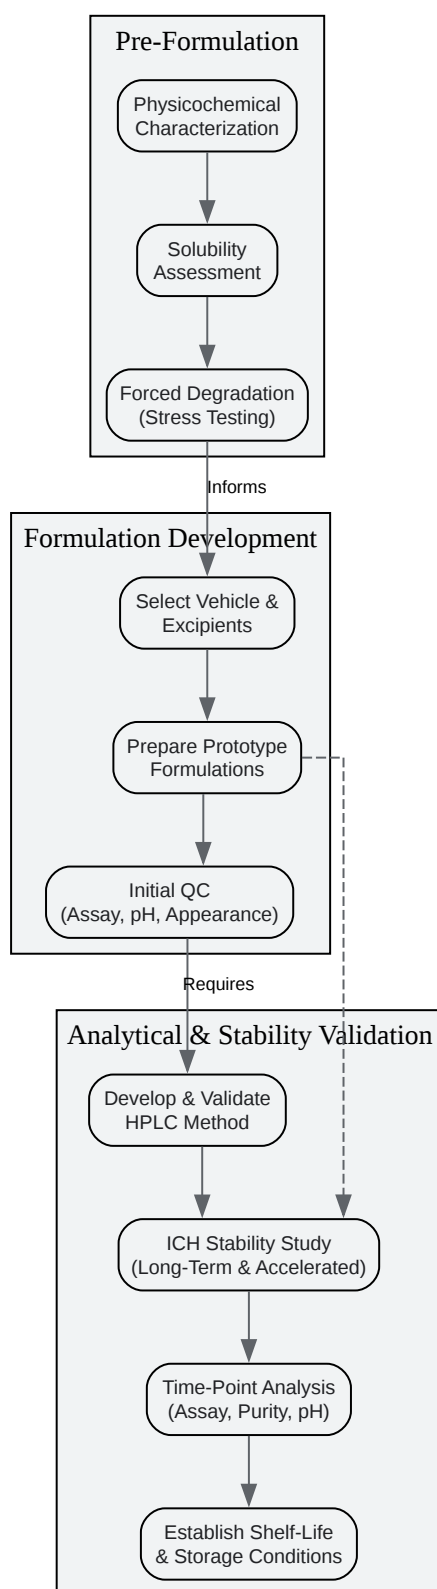 Pre-Formulation
Physicochemical
Characterization
Solubility
Assessment
Forced Degradation
(Stress Testing)
Informs
Formulation Development
Select Vehicle &
Excipients
Prepare Prototype
Formulations
Initial QC
(Assay, pH, Appearance)
Requires
Analytical & Stability Validation
Develop & Validate
HPLC Method
ICH Stability Study
(Long-Term & Accelerated)
Time-Point Analysis
(Assay, Purity, pH)
Establish Shelf-Life
& Storage Conditions